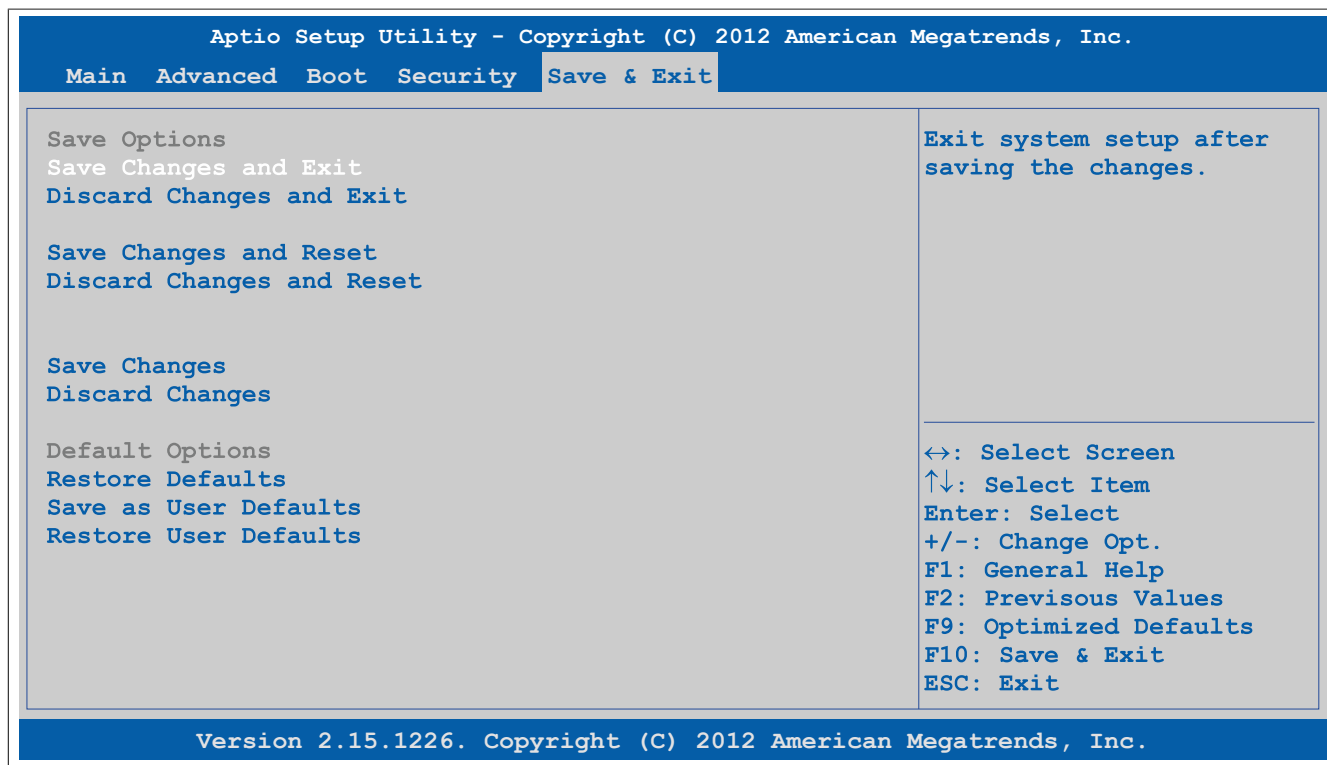 Aptio Setup Utility - Copyright (C) 2012 American Megatrends, Inc.
Main Advanced Boot Security Save & Exit
Save Options
Save Changes and Exit
Discard Changes and Exit
Save Changes and Reset
Discard Changes and Reset
Save Changes
Discard Changes
Default Options
Restore Defaults
Save as User Defaults
Restore User Defaults
Exit system setup after
saving the changes.
↔: Select Screen
↑↓: Select Item
Enter: Select
+/-: Change Opt.
F1: General Help
F2: Previsous Values
F9: Optimized Defaults
F10: Save & Exit
ESC: Exit
Version 2.15.1226. Copyright (C) 2012 American Megatrends, Inc.